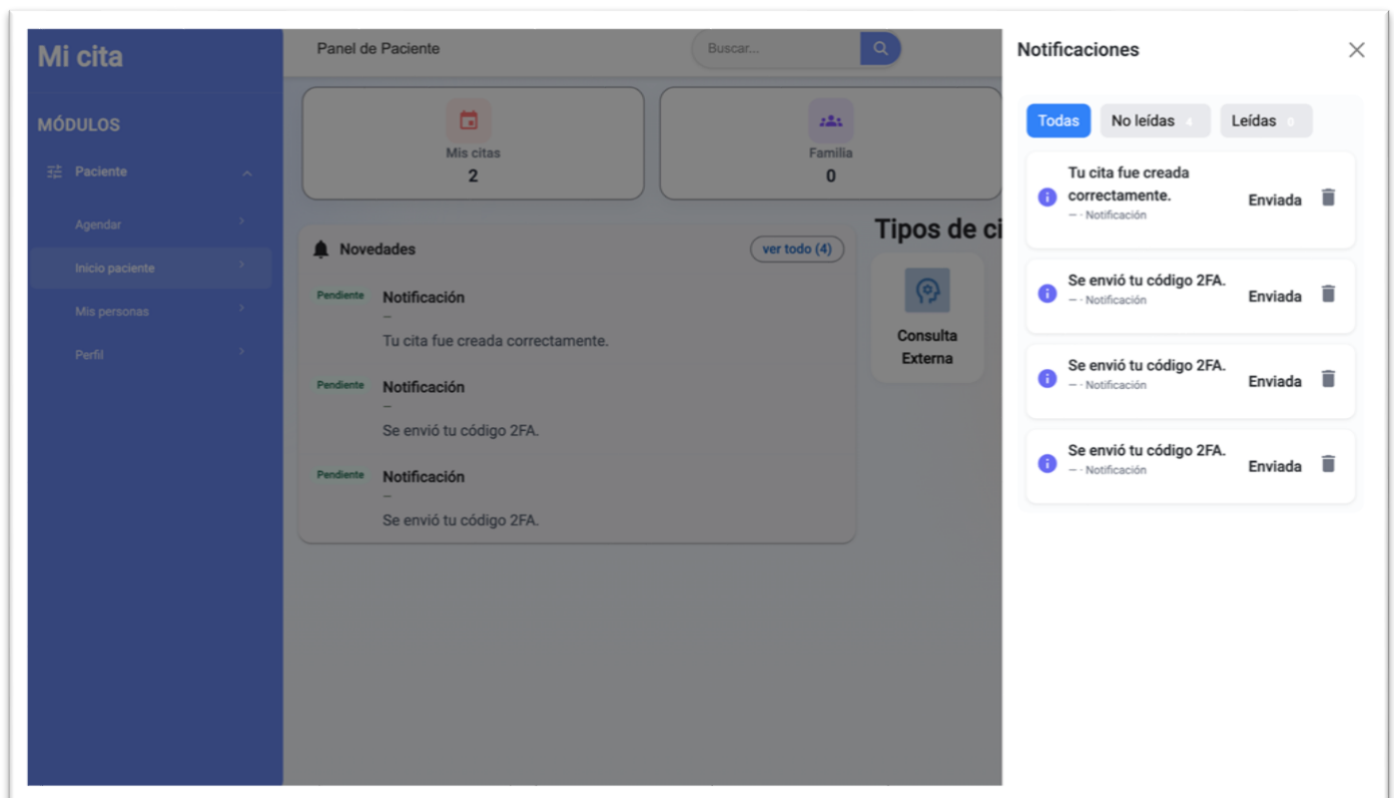 Mi cita
MÓDULOS
Paciente
Agendar
Inicio paciente
Mis personas
Perfil
Panel de Paciente
Buscar...
Mis citas
2
Familia
0
Novedades
ver todo (4)
Pendiente
Notificación
–
Tu cita fue creada correctamente.
Pendiente
Notificación
–
Se envió tu código 2FA.
Pendiente
Notificación
–
Se envió tu código 2FA.
Tipos de ci
Consulta
Externa
Notificaciones
Todas
No leídas 4
Leídas 0
Tu cita fue creada
correctamente.
– · Notificación
Enviada
Se envió tu código 2FA.
– · Notificación
Enviada
Se envió tu código 2FA.
– · Notificación
Enviada
Se envió tu código 2FA.
– · Notificación
Enviada